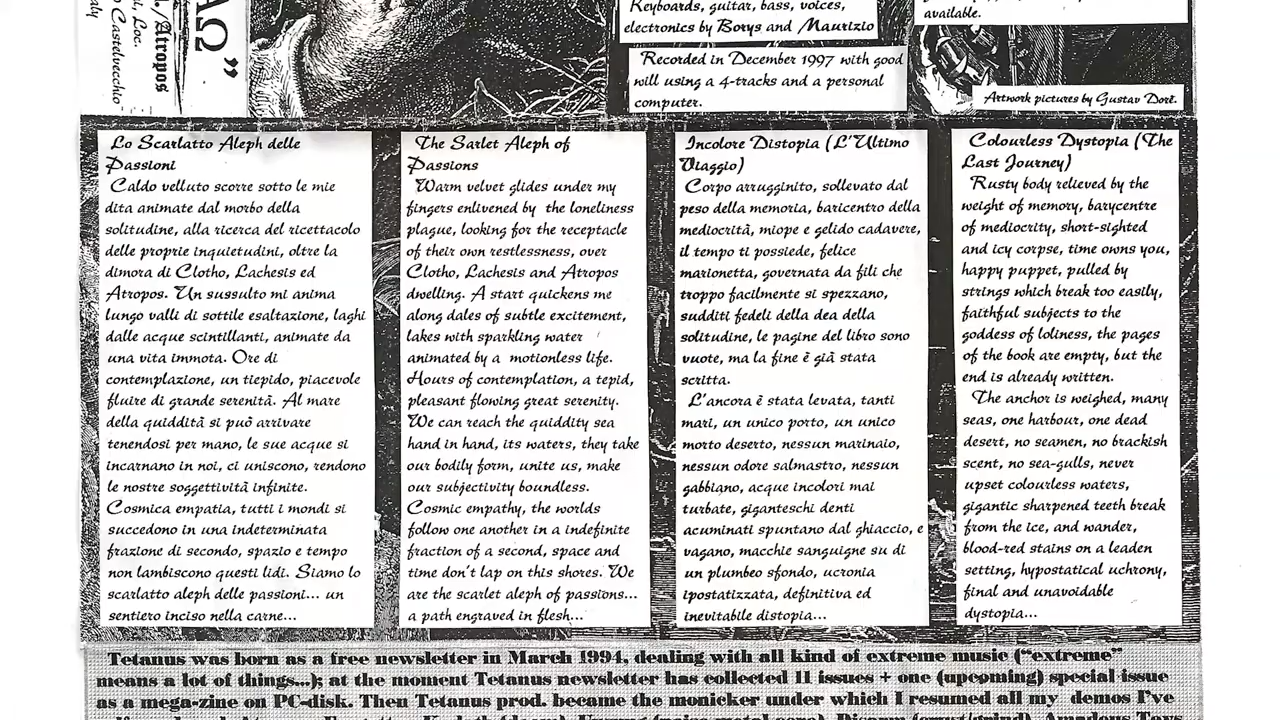 AΩ”
Atropos
i, Loc.
o Castelvecchio
aly
Keyboards, guitar, bass, voices,
electronics by Borys and Maurizio
Recorded in December 1997 with good
will using a 4-tracks and a personal
computer.
available.
Artwork pictures by Gustav Dorè.
Lo Scarlatto Aleph delle
Passioni
Caldo velluto scorre sotto le mie
dita animate dal morbo della
solitudine, alla ricerca del ricettacolo
delle proprie inquietudini, oltre la
dimora di Clotho, Lachesis ed
Atropos. Un sussulto mi anima
lungo valli di sottile esaltazione, laghi
dalle acque scintillanti, animate da
una vita immota. Ore di
contemplazione, un tiepido, piacevole
fluire di grande serenità. Al mare
della quiddità si può arrivare
tenendosi per mano, le sue acque si
incarnano in noi, ci uniscono, rendono
le nostre soggettività infinite.
Cosmica empatia, tutti i mondi si
succedono in una indeterminata
frazione di secondo, spazio e tempo
non lambiscono questi lidi. Siamo lo
scarlatto aleph delle passioni... un
sentiero inciso nella carne...
The Sarlet Aleph of
Passions
Warm velvet glides under my
fingers enlivened by the loneliness
plague, looking for the receptacle
of their own restlessness, over
Clotho, Lachesis and Atropos
dwelling. A start quickens me
along dales of subtle excitement,
lakes with sparkling water
animated by a motionless life.
Hours of contemplation, a tepid,
pleasant flowing great serenity.
We can reach the quiddity sea
hand in hand, its waters, they take
our bodily form, unite us, make
our subjectivity boundless.
Cosmic empathy, the worlds
follow one another in a indefinite
fraction of a second, space and
time don't lap on this shores. We
are the scarlet aleph of passions...
a path engraved in flesh...
Incolore Distopia (L'Ultimo
Viaggio)
Corpo arrugginito, sollevato dal
peso della memoria, baricentro della
mediocrità, miope e gelido cadavere,
il tempo ti possiede, felice
marionetta, governata da fili che
troppo facilmente si spezzano,
sudditi fedeli della dea della
solitudine, le pagine del libro sono
vuote, ma la fine è già stata
scritta.
L'ancora è stata levata, tanti
mari, un unico porto, un unico
morto deserto, nessun marinaio,
nessun odore salmastro, nessun
gabbiano, acque incolori mai
turbate, giganteschi denti
acuminati spuntano dal ghiaccio, e
vagano, macchie sanguigne su di
un plumbeo sfondo, ucronia
ipostatizzata, definitiva ed
inevitabile distopia...
Colourless Dystopia (The
Last Journey)
Rusty body relieved by the
weight of memory, barycentre
of mediocrity, short-sighted
and icy corpse, time owns you,
happy puppet, pulled by
strings which break too easily,
faithful subjects to the
goddess of loliness, the pages
of the book are empty, but the
end is already written.
The anchor is weighed, many
seas, one harbour, one dead
desert, no seamen, no brackish
scent, no sea-gulls, never
upset colourless waters,
gigantic sharpened teeth break
from the ice, and wander,
blood-red stains on a leaden
setting, hypostatical uchrony,
final and unavoidable
dystopia...
Tetanus was born as a free newsletter in March 1994, dealing with all kind of extreme music ("extreme"
means a lot of things...); at the moment Tetanus newsletter has collected 11 issues + one (upcoming) special issue
as a mega-zine on PC-disk. Then Tetanus prod. became the monicker under which I resumed all my demos I've